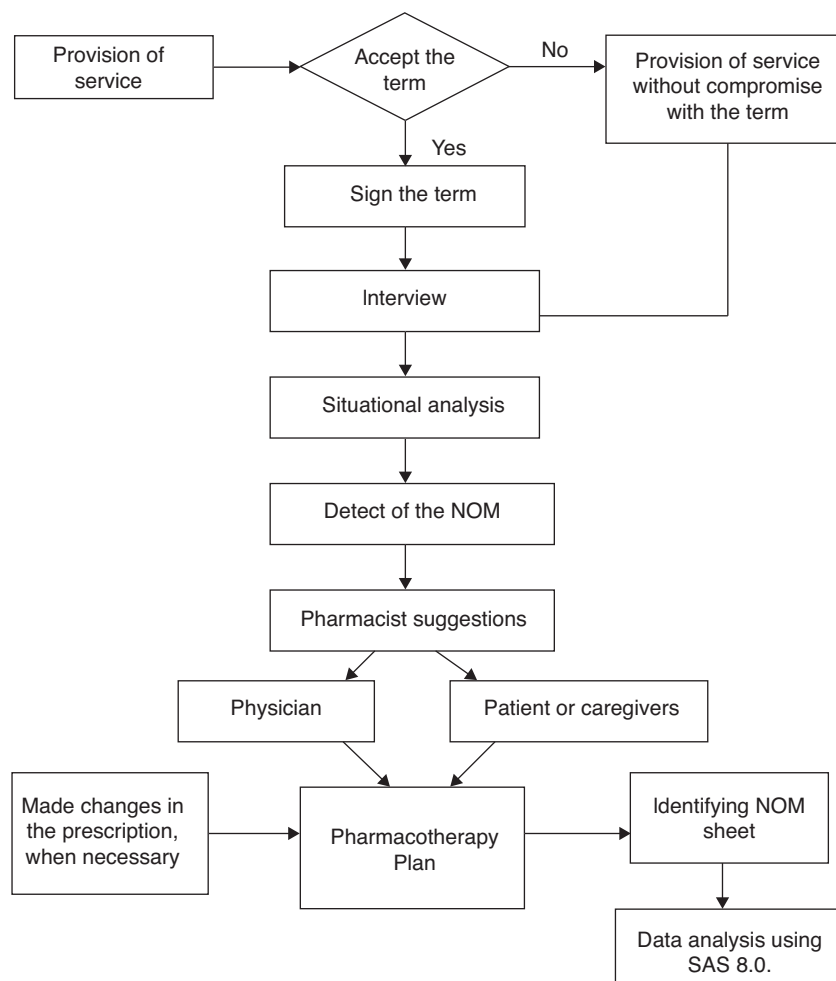 Provision of
service
Accept the
term
No
Provision of service
without compromise
with the term
Yes
Sign the term
Interview
Situational analysis
Detect of the NOM
Pharmacist suggestions
Physician
Patient or caregivers
Made changes in
the prescription,
when necessary
Pharmacotherapy
Plan
Identifying NOM
sheet
Data analysis using
SAS 8.0.